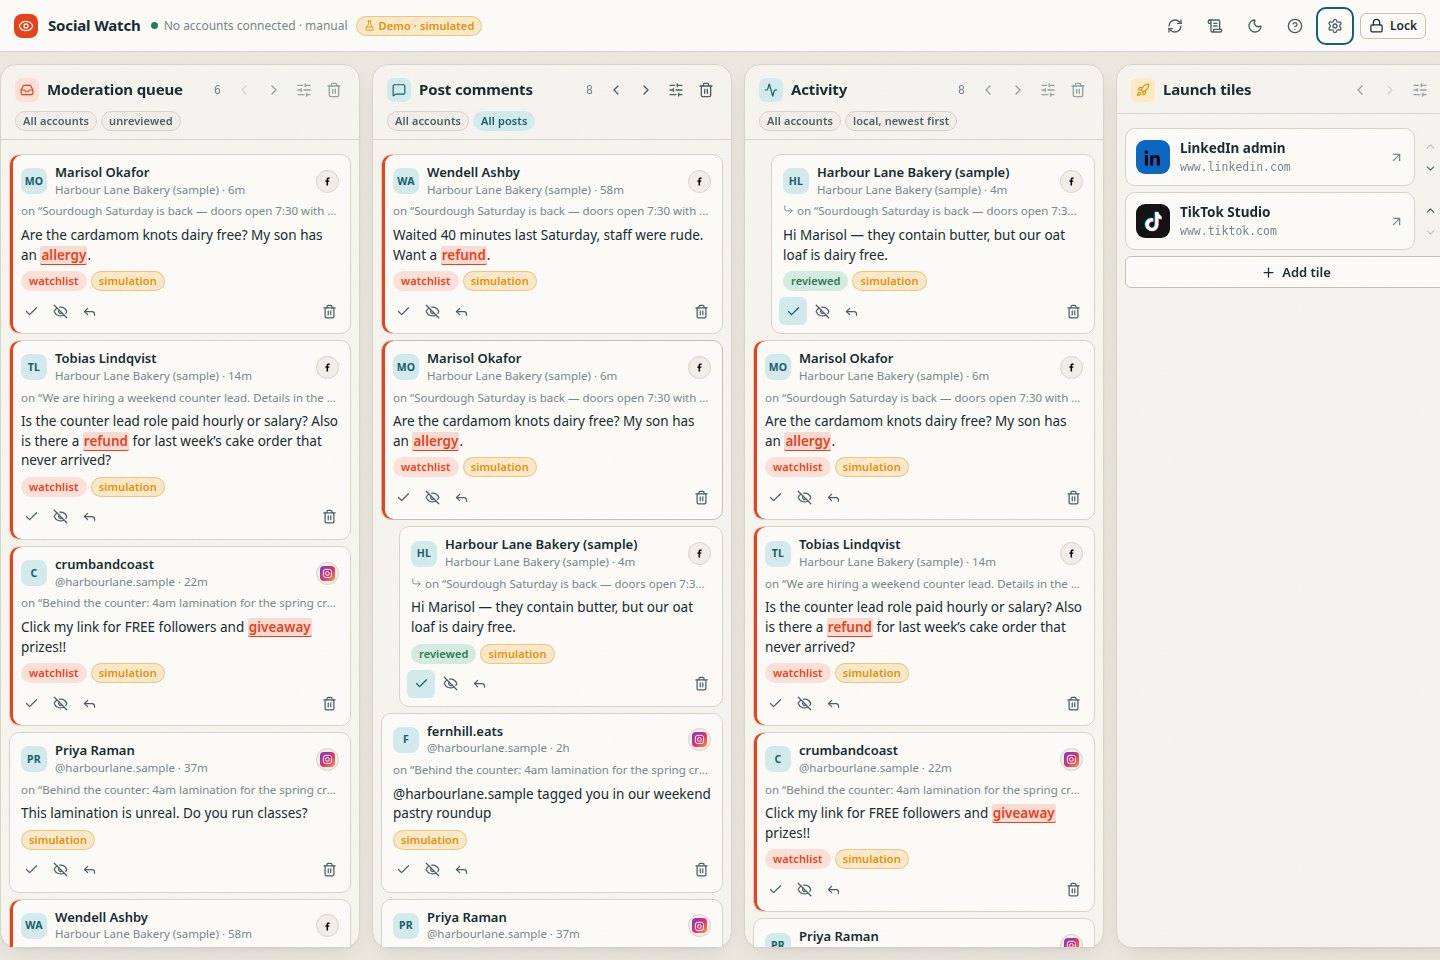 Social Watch
No accounts connected · manual
Demo · simulated
Lock
Moderation queue
6
All accounts
unreviewed
MO
Marisol Okafor
Harbour Lane Bakery (sample) · 6m
on “Sourdough Saturday is back — doors open 7:30 with ...
Are the cardamom knots dairy free? My son has
an allergy.
watchlist
simulation
TL
Tobias Lindqvist
Harbour Lane Bakery (sample) · 14m
on “We are hiring a weekend counter lead. Details in the ...
Is the counter lead role paid hourly or salary? Also
is there a refund for last week’s cake order that
never arrived?
watchlist
simulation
C
crumbandcoast
@harbourlane.sample · 22m
on “Behind the counter: 4am lamination for the spring cr...
Click my link for FREE followers and giveaway
prizes!!
watchlist
simulation
PR
Priya Raman
@harbourlane.sample · 37m
on “Behind the counter: 4am lamination for the spring cr...
This lamination is unreal. Do you run classes?
simulation
WA
Wendell Ashby
Harbour Lane Bakery (sample) · 58m
Post comments
8
All accounts
All posts
WA
Wendell Ashby
Harbour Lane Bakery (sample) · 58m
on “Sourdough Saturday is back — doors open 7:30 with ...
Waited 40 minutes last Saturday, staff were rude.
Want a refund.
watchlist
simulation
MO
Marisol Okafor
Harbour Lane Bakery (sample) · 6m
on “Sourdough Saturday is back — doors open 7:30 with ...
Are the cardamom knots dairy free? My son has
an allergy.
watchlist
simulation
HL
Harbour Lane Bakery (sample)
Harbour Lane Bakery (sample) · 4m
on “Sourdough Saturday is back — doors open 7:3...
Hi Marisol — they contain butter, but our oat
loaf is dairy free.
reviewed
simulation
F
fernhill.eats
@harbourlane.sample · 2h
on “Behind the counter: 4am lamination for the spring cr...
@harbourlane.sample tagged you in our weekend
pastry roundup
simulation
PR
Priya Raman
@harbourlane.sample · 37m
Activity
8
All accounts
local, newest first
HL
Harbour Lane Bakery (sample)
Harbour Lane Bakery (sample) · 4m
on “Sourdough Saturday is back — doors open 7:3...
Hi Marisol — they contain butter, but our oat
loaf is dairy free.
reviewed
simulation
MO
Marisol Okafor
Harbour Lane Bakery (sample) · 6m
on “Sourdough Saturday is back — doors open 7:30 with ...
Are the cardamom knots dairy free? My son has
an allergy.
watchlist
simulation
TL
Tobias Lindqvist
Harbour Lane Bakery (sample) · 14m
on “We are hiring a weekend counter lead. Details in the ...
Is the counter lead role paid hourly or salary? Also
is there a refund for last week’s cake order that
never arrived?
watchlist
simulation
C
crumbandcoast
@harbourlane.sample · 22m
on “Behind the counter: 4am lamination for the spring cr...
Click my link for FREE followers and giveaway
prizes!!
watchlist
simulation
PR
Priya Raman
Launch tiles
in
LinkedIn admin
www.linkedin.com
TikTok Studio
www.tiktok.com
Add tile